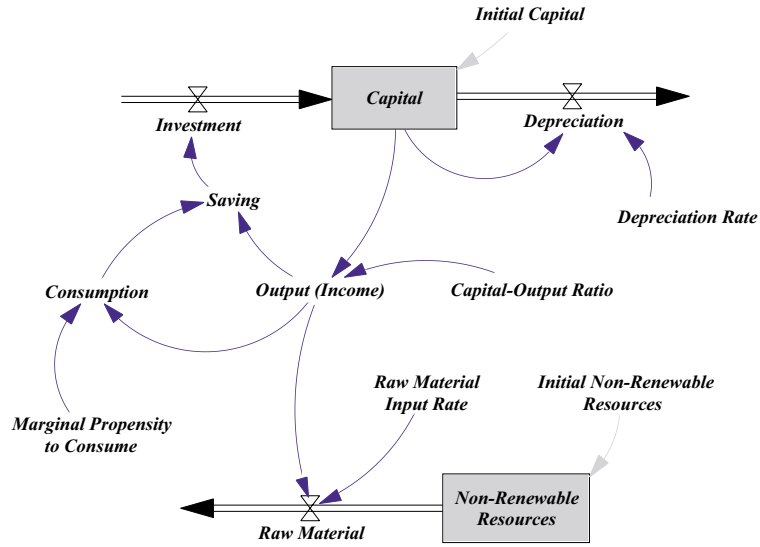 Initial Capital
Capital
Investment
Depreciation
Saving
Depreciation Rate
Consumption
Output (Income)
Capital-Output Ratio
Raw Material
Input Rate
Initial Non-Renewable
Resources
Marginal Propensity
to Consume
Non-Renewable
Resources
Raw Material